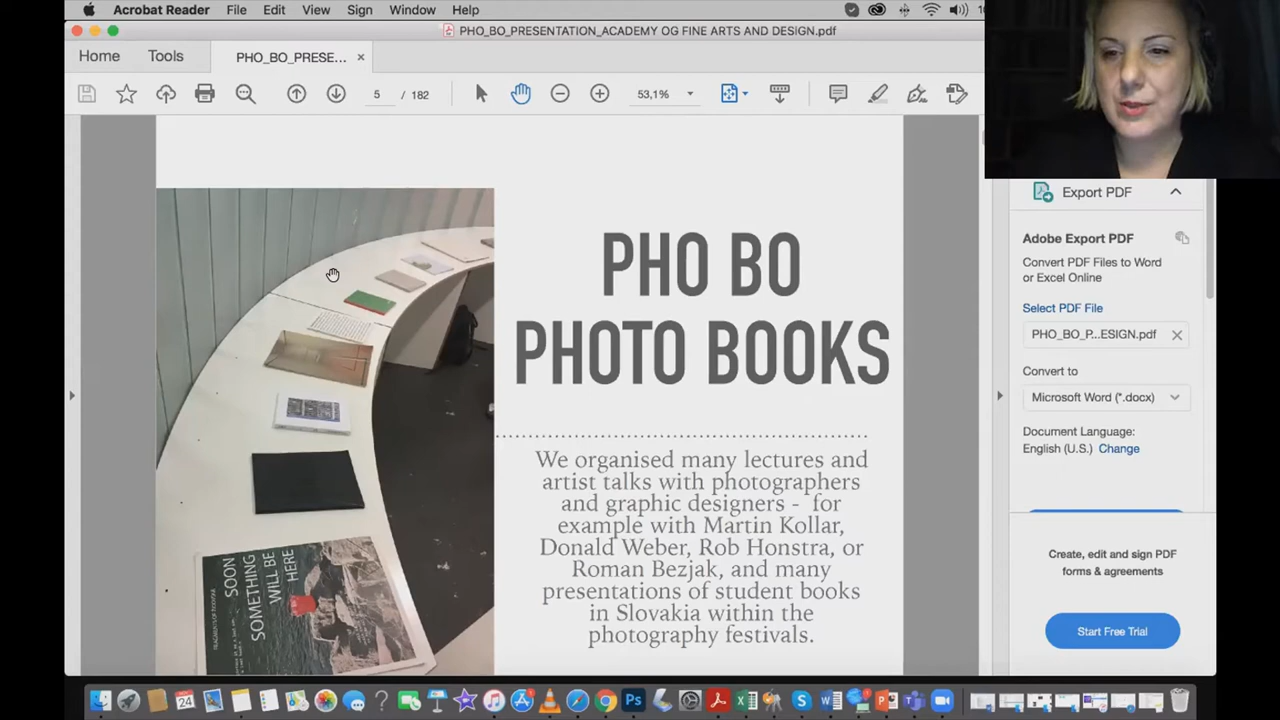 Acrobat Reader File Edit View Sign Window Help
PHO_BO_PRESENTATION_ACADEMY OG FINE ARTS AND DESIGN.pdf
Home Tools PHO_BO_PRESE...
5 / 182 53,1%
Export PDF
Adobe Export PDF
Convert PDF Files to Word
or Excel Online
Select PDF File
PHO_BO_P...ESIGN.pdf
Convert to
Microsoft Word (*.docx)
Document Language:
English (U.S.) Change
Create, edit and sign PDF
forms & agreements
Start Free Trial
PHO BO
PHOTO BOOKS
We organised many lectures and
artist talks with photographers
and graphic designers - for
example with Martin Kollar,
Donald Weber, Rob Honstra, or
Roman Bezjak, and many
presentations of student books
in Slovakia within the
photography festivals.
SOON
SOMETHING
WILL BE
HERE
24
Ps